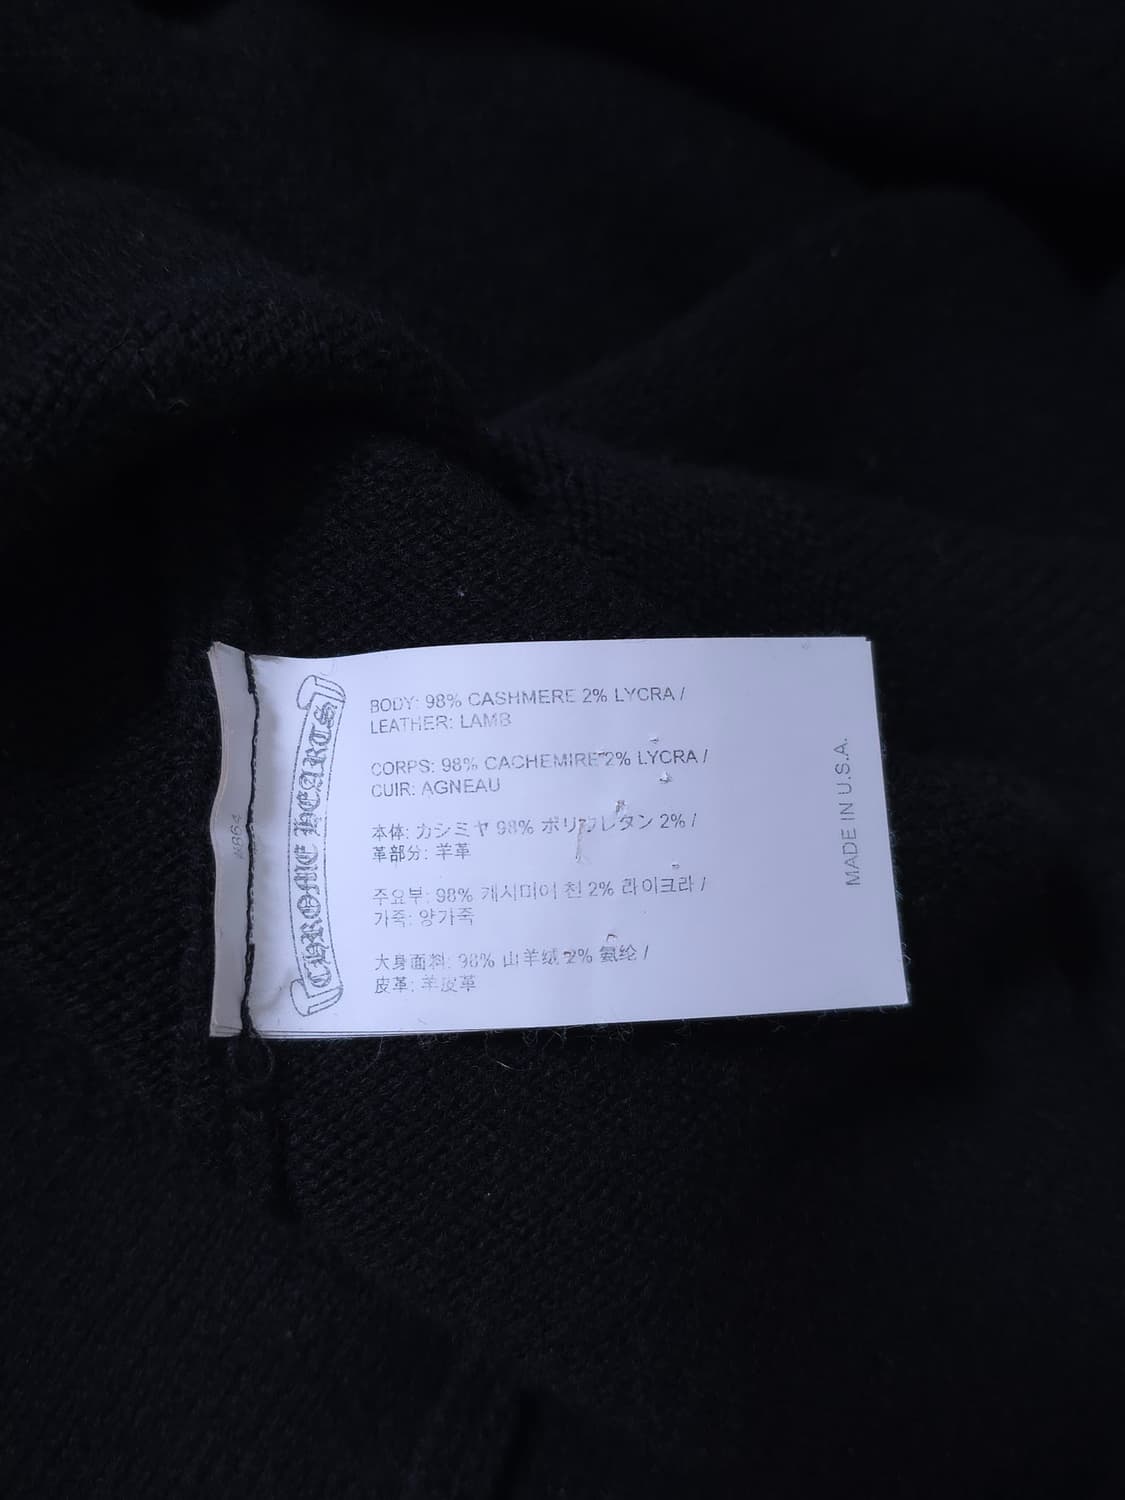 CHROME HEARTS
BODY: 98% CASHMERE 2% LYCRA /
LEATHER: LAMB
CORPS: 98% CACHEMIRE 2% LYCRA /
CUIR: AGNEAU
本体: カシミヤ 98% ポリウレタン 2% /
革部分: 羊革
주요부: 98% 캐시미어 천 2% 라이크라 /
가죽: 양가죽
大身面料: 98% 山羊绒 2% 氨纶 /
皮革: 羊皮革
MADE IN U.S.A.